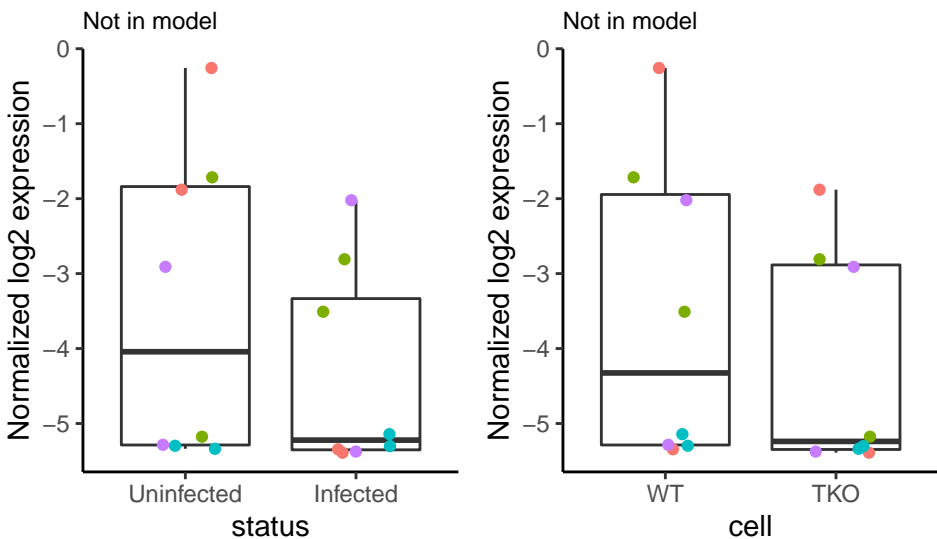 Not in model
Normalized log2 expression
0
−1
−2
−3
−4
−5
Uninfected
Infected
status
Not in model
Normalized log2 expression
0
−1
−2
−3
−4
−5
WT
TKO
cell